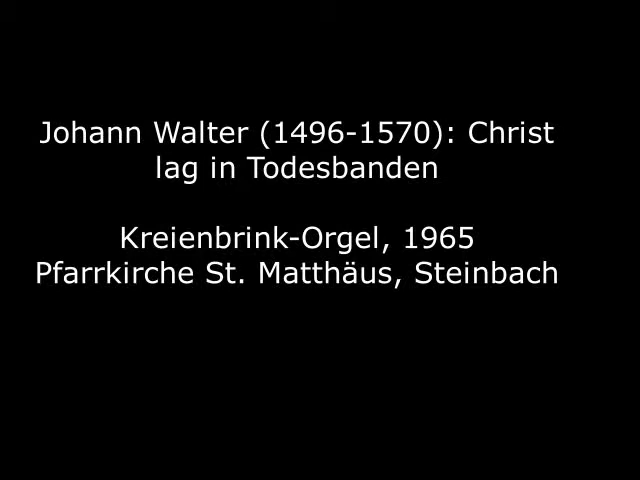 Johann Walter (1496-1570): Christ
lag in Todesbanden
Kreienbrink-Orgel, 1965
Pfarrkirche St. Matthäus, Steinbach